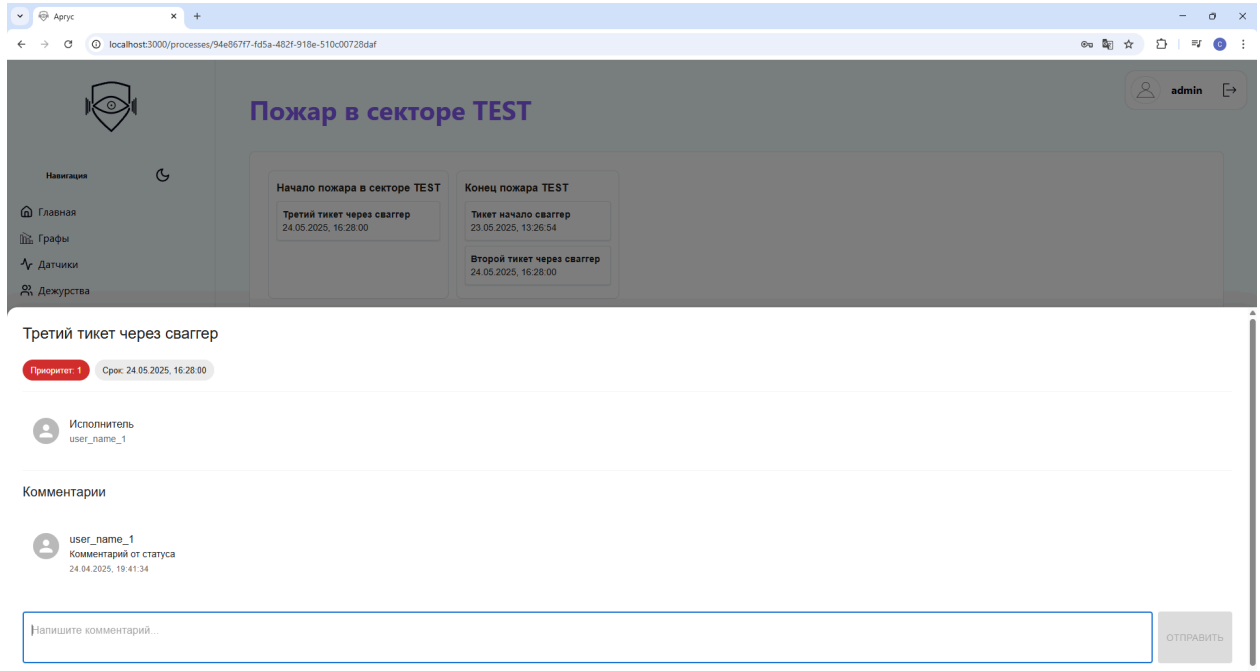 Аргус
localhost:3000/processes/94e867f7-fd5a-482f-918e-510c00728daf
C
Пожар в секторе TEST
admin
Навигация
Начало пожара в секторе TEST
Конец пожара TEST
Главная
Третий тикет через сваггер
24.05.2025, 16:28:00
Тикет начало сваггер
23.05.2025, 13:26:54
Графы
Датчики
Второй тикет через сваггер
24.05.2025, 16:28:00
Дежурства
Третий тикет через сваггер
Приоритет: 1
Срок: 24.05.2025, 16:28:00
Исполнитель
user_name_1
Комментарии
user_name_1
Комментарий от статуса
24.04.2025, 19:41:34
Напишите комментарий...
ОТПРАВИТЬ